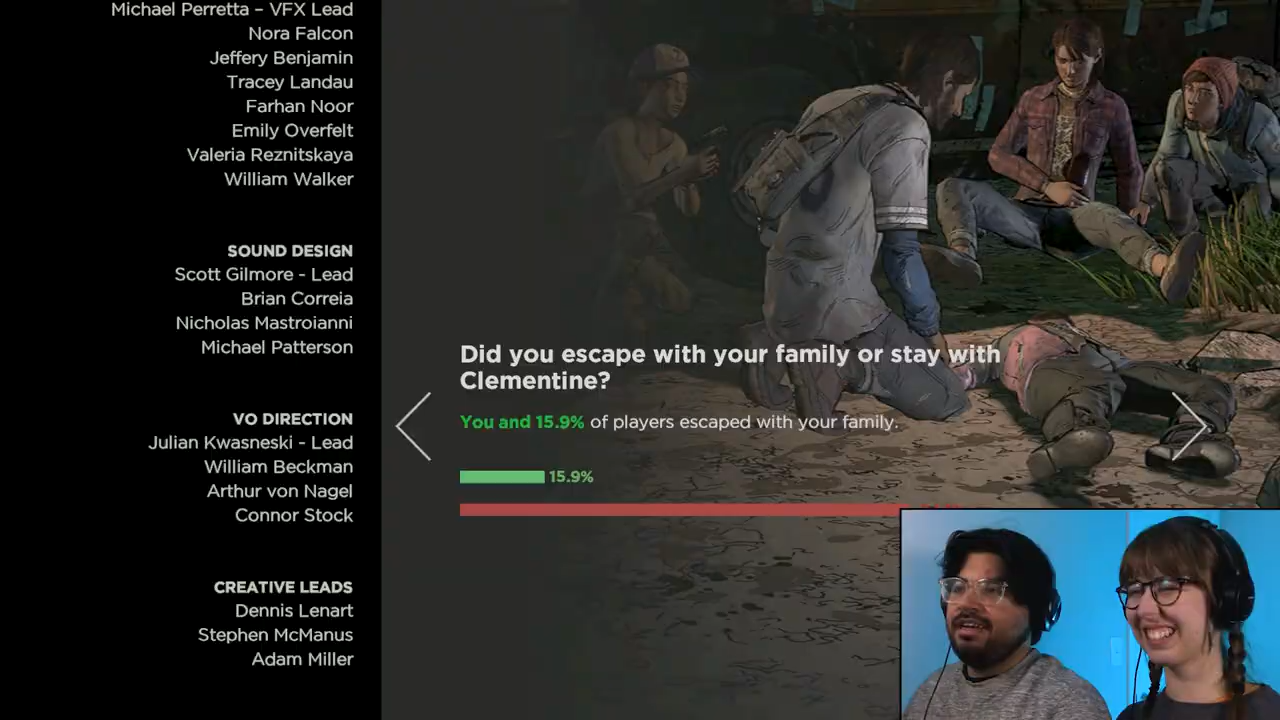 Michael Perretta – VFX Lead
Nora Falcon
Jeffery Benjamin
Tracey Landau
Farhan Noor
Emily Overfelt
Valeria Reznitskaya
William Walker
SOUND DESIGN
Scott Gilmore - Lead
Brian Correia
Nicholas Mastroianni
Michael Patterson
VO DIRECTION
Julian Kwasneski - Lead
William Beckman
Arthur von Nagel
Connor Stock
CREATIVE LEADS
Dennis Lenart
Stephen McManus
Adam Miller
Did you escape with your family or stay with
Clementine?
You and 15.9% of players escaped with your family.
15.9%